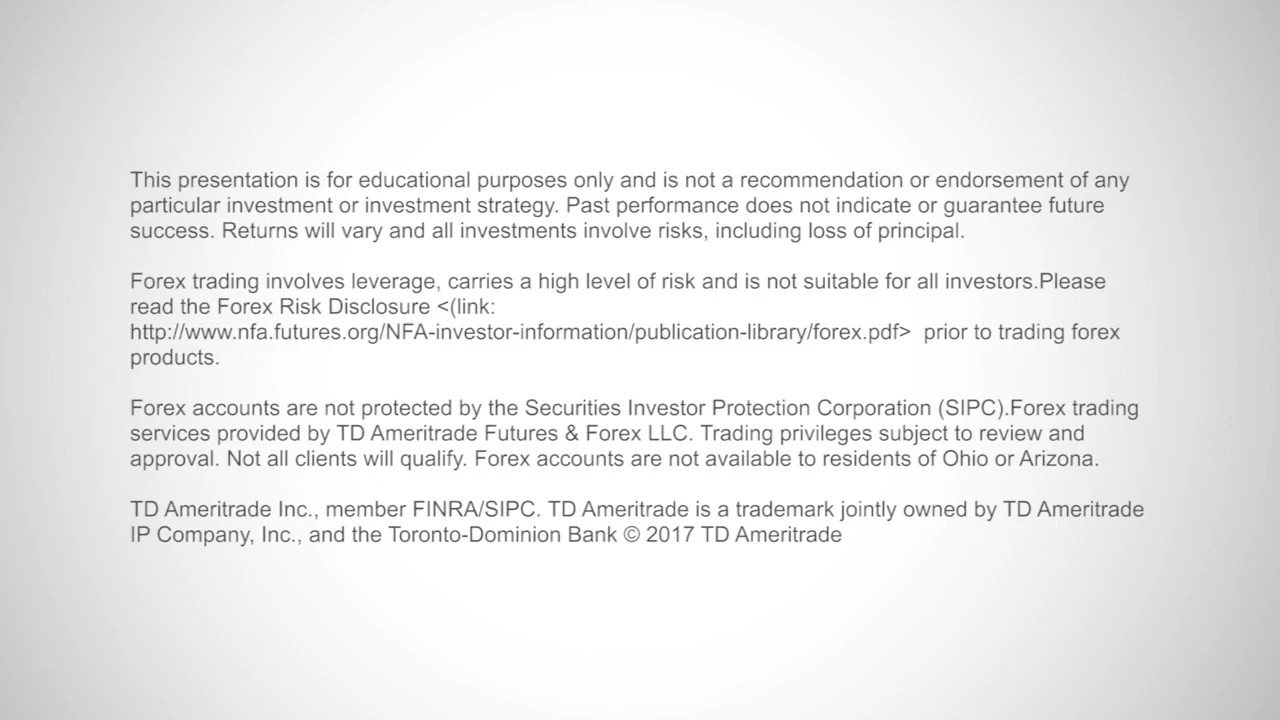 This presentation is for educational purposes only and is not a recommendation or endorsement of any
particular investment or investment strategy. Past performance does not indicate or guarantee future
success. Returns will vary and all investments involve risks, including loss of principal.
Forex trading involves leverage, carries a high level of risk and is not suitable for all investors.Please
read the Forex Risk Disclosure <(link:
http://www.nfa.futures.org/NFA-investor-information/publication-library/forex.pdf>  prior to trading forex
products.
Forex accounts are not protected by the Securities Investor Protection Corporation (SIPC).Forex trading
services provided by TD Ameritrade Futures & Forex LLC. Trading privileges subject to review and
approval. Not all clients will qualify. Forex accounts are not available to residents of Ohio or Arizona.
TD Ameritrade Inc., member FINRA/SIPC. TD Ameritrade is a trademark jointly owned by TD Ameritrade
IP Company, Inc., and the Toronto-Dominion Bank © 2017 TD Ameritrade